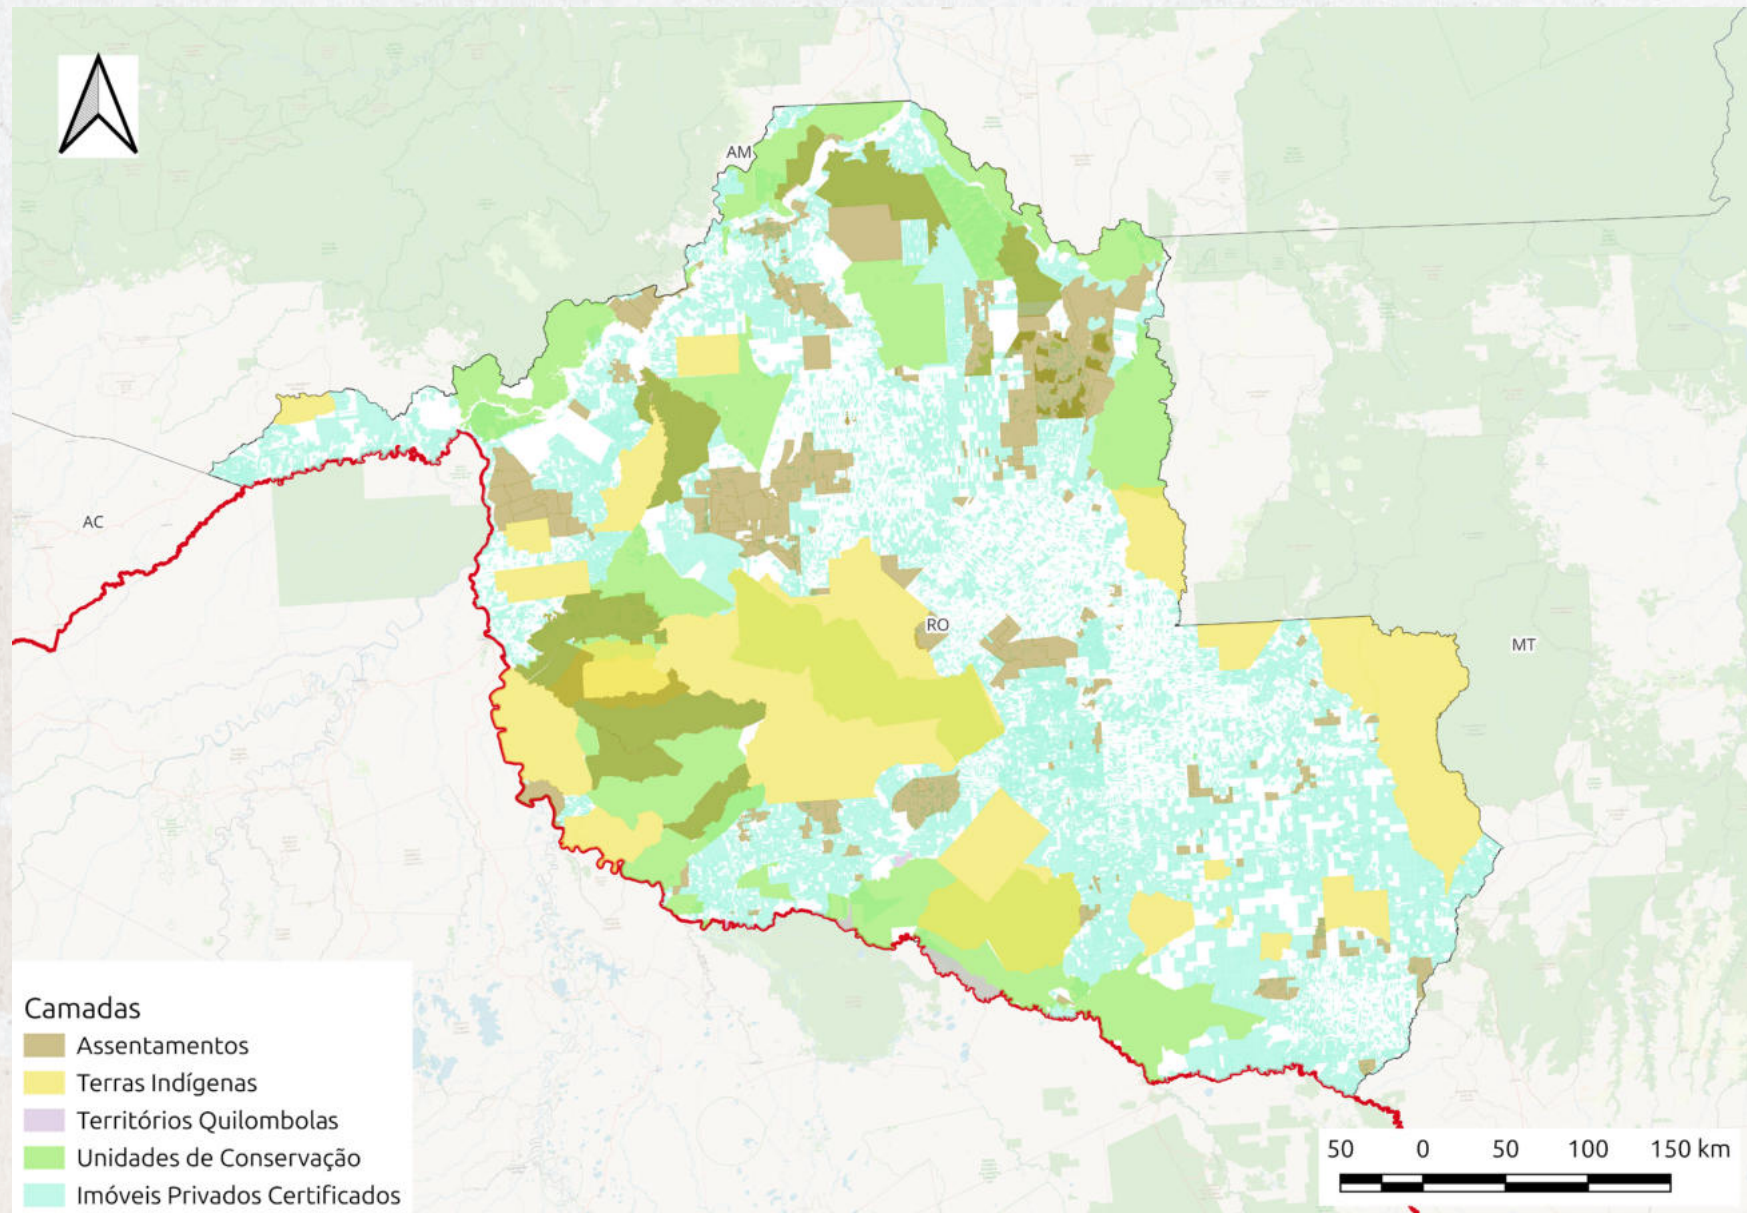 AM
AC
RO
MT
Camadas
Assentamentos
Terras Indígenas
Territórios Quilombolas
Unidades de Conservação
Imóveis Privados Certificados
50 0 50 100 150 km